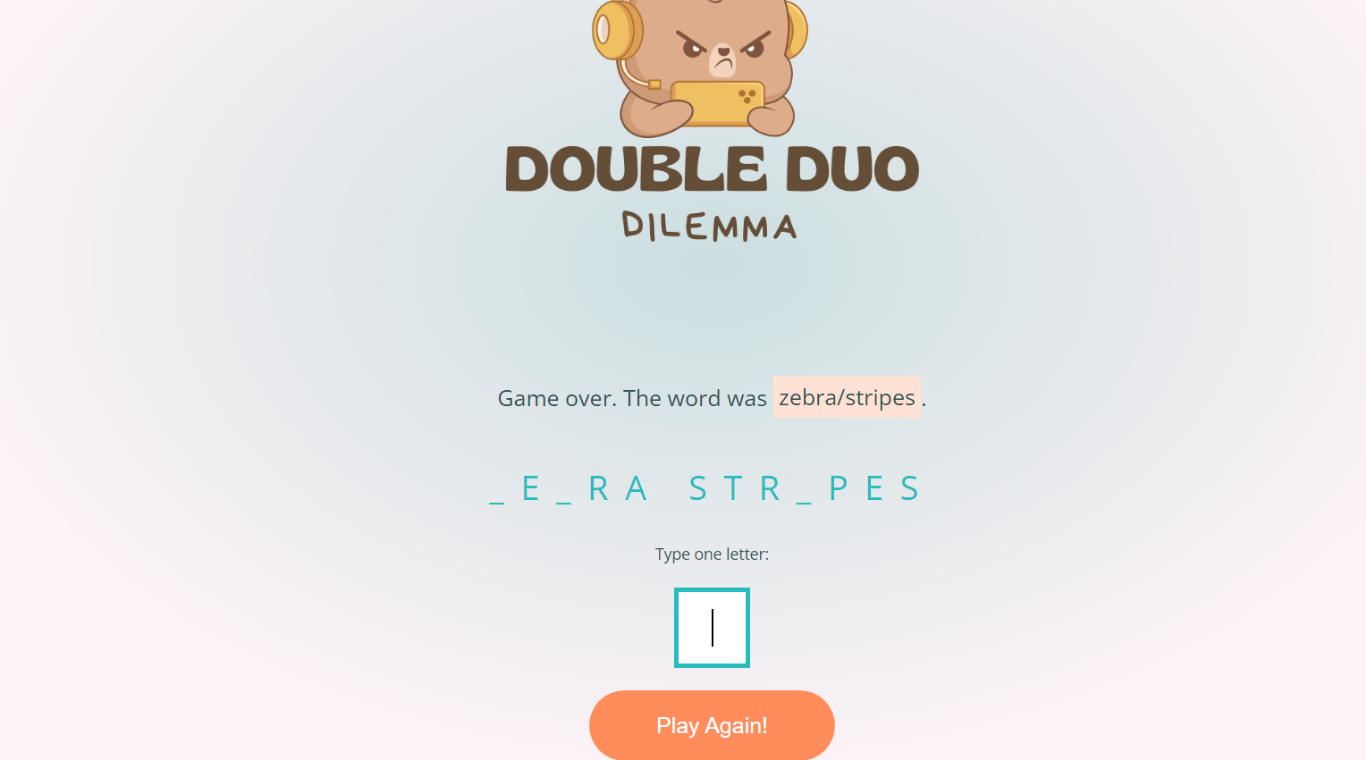 DOUBLE DUO
DILEMMA
Game over. The word was zebra/stripes.
_ E _ R A  S T R _ P E S
Type one letter:
Play Again!